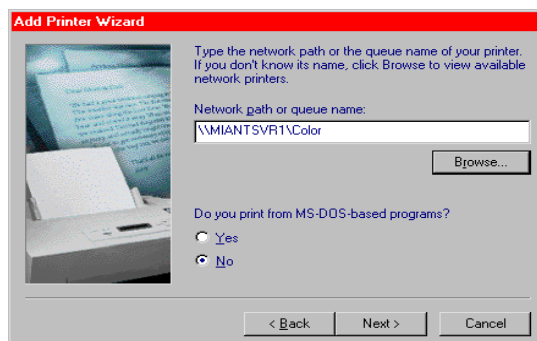 Add Printer Wizard
Type the network path or the queue name of your printer.
If you don't know its name, click Browse to view available
network printers.
Network path or queue name:
\\MIANTSVR1\Color
Browse...
Do you print from MS-DOS-based programs?
Yes
No
< Back
Next >
Cancel